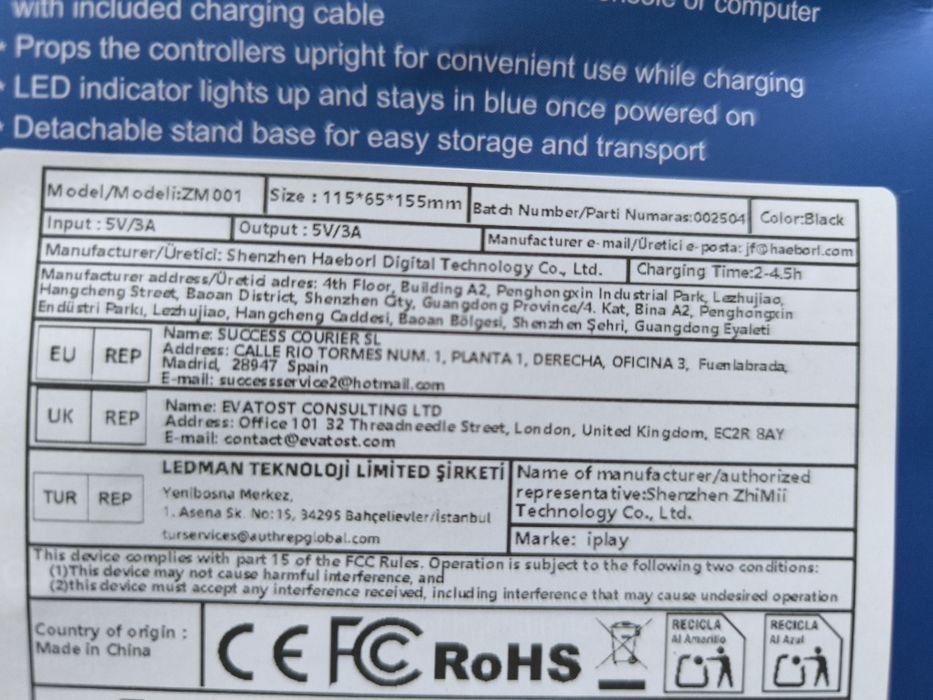 with included charging cable
or computer
* Props the controllers upright for convenient use while charging
* LED indicator lights up and stays in blue once powered on
* Detachable stand base for easy storage and transport
Model/Modeli:ZM001
Size : 115*65*155mm
Batch Number/Parti Numaras:002504
Color:Black
Input : 5V/3A
Output : 5V/3A
Manufacturer e-mail/Üretici e-posta: jf@haeborl.com
Manufacturer/Üretici: Shenzhen Haeborl Digital Technology Co., Ltd.
Charging Time:2-4.5h
Manufacturer address/Üretid adres: 4th Floor, Building A2, Penghongxin Industrial Park, Lezhujiao,
Hangcheng Street, Baoan District, Shenzhen City, Guangdong Province/4. Kat, Bina A2, Penghongxin
Endüstri Parkı, Lezhujiao, Hangcheng Caddesi, Baoan Bölgesi, Shenzhen Şehri, Guangdong Eyaleti
EU REP
Name: SUCCESS COURIER SL
Address: CALLE RIO TORMES NUM. 1, PLANTA 1, DERECHA, OFICINA 3, Fuenlabrada,
Madrid, 28947 Spain
E-mail: successservice2@hotmail.com
UK REP
Name: EVATOST CONSULTING LTD
Address: Office 101 32 Threadneedle Street, London, United Kingdom, EC2R 8AY
E-mail: contact@evatost.com
TUR REP
LEDMAN TEKNOLOJİ LİMİTED ŞİRKETİ
Yenibosna Merkez,
1. Asena Sk. No:15, 34295 Bahçelievler/İstanbul
turservices@authrepglobal.com
Name of manufacturer/authorized
representative:Shenzhen ZhiMii
Technology Co., Ltd.
Marke: iplay
This device complies with part 15 of the FCC Rules. Operation is subject to the following two conditions:
(1)This device may not cause harmful interference, and
(2)this device must accept any interference received, including interference that may cause undesired operation
Country of origin :
Made in China
CE FC RoHS
RECICLA
Al Amarillo
RECICLA
Al Azul